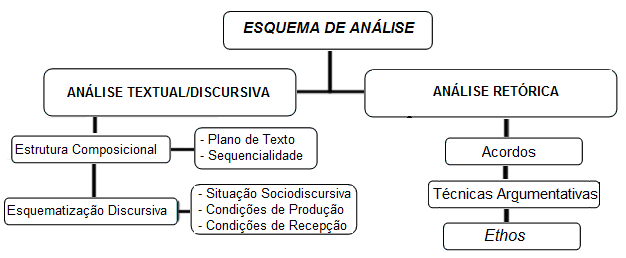 ESQUEMA DE ANÁLISE
ANÁLISE TEXTUAL/DISCURSIVA
ANÁLISE RETÓRICA
Estrutura Composicional
- Plano de Texto
- Sequencialidade
Acordos
Esquematização Discursiva
- Situação Sociodiscursiva
- Condições de Produção
- Condições de Recepção
Técnicas Argumentativas
Ethos